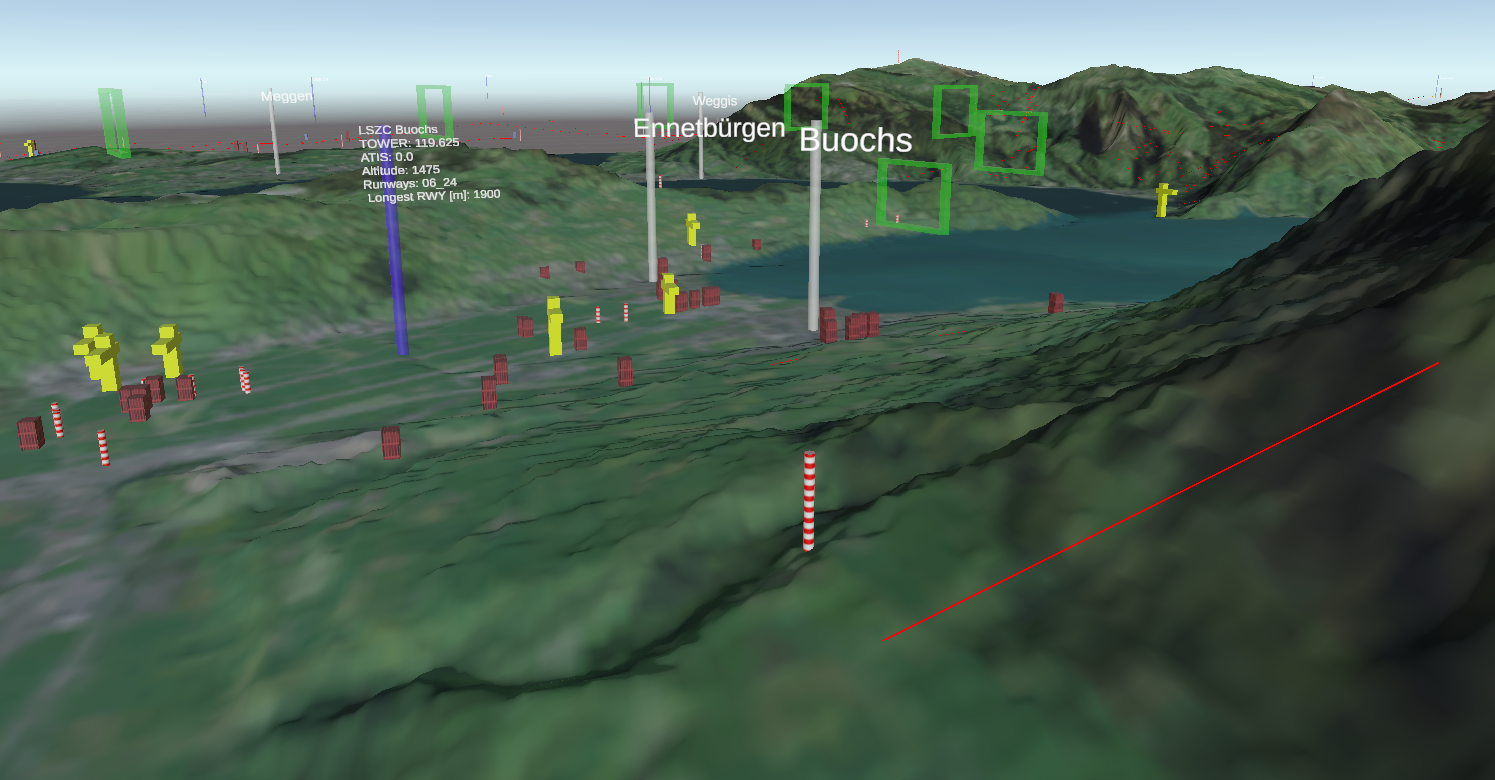 Meggen
Weggis
LSZC Buochs
TOWER: 119.625
ATIS: 0.0
Altitude: 1475
Runways: 06_24
Longest RWY [m]: 1900
Ennetbürgen
Buochs